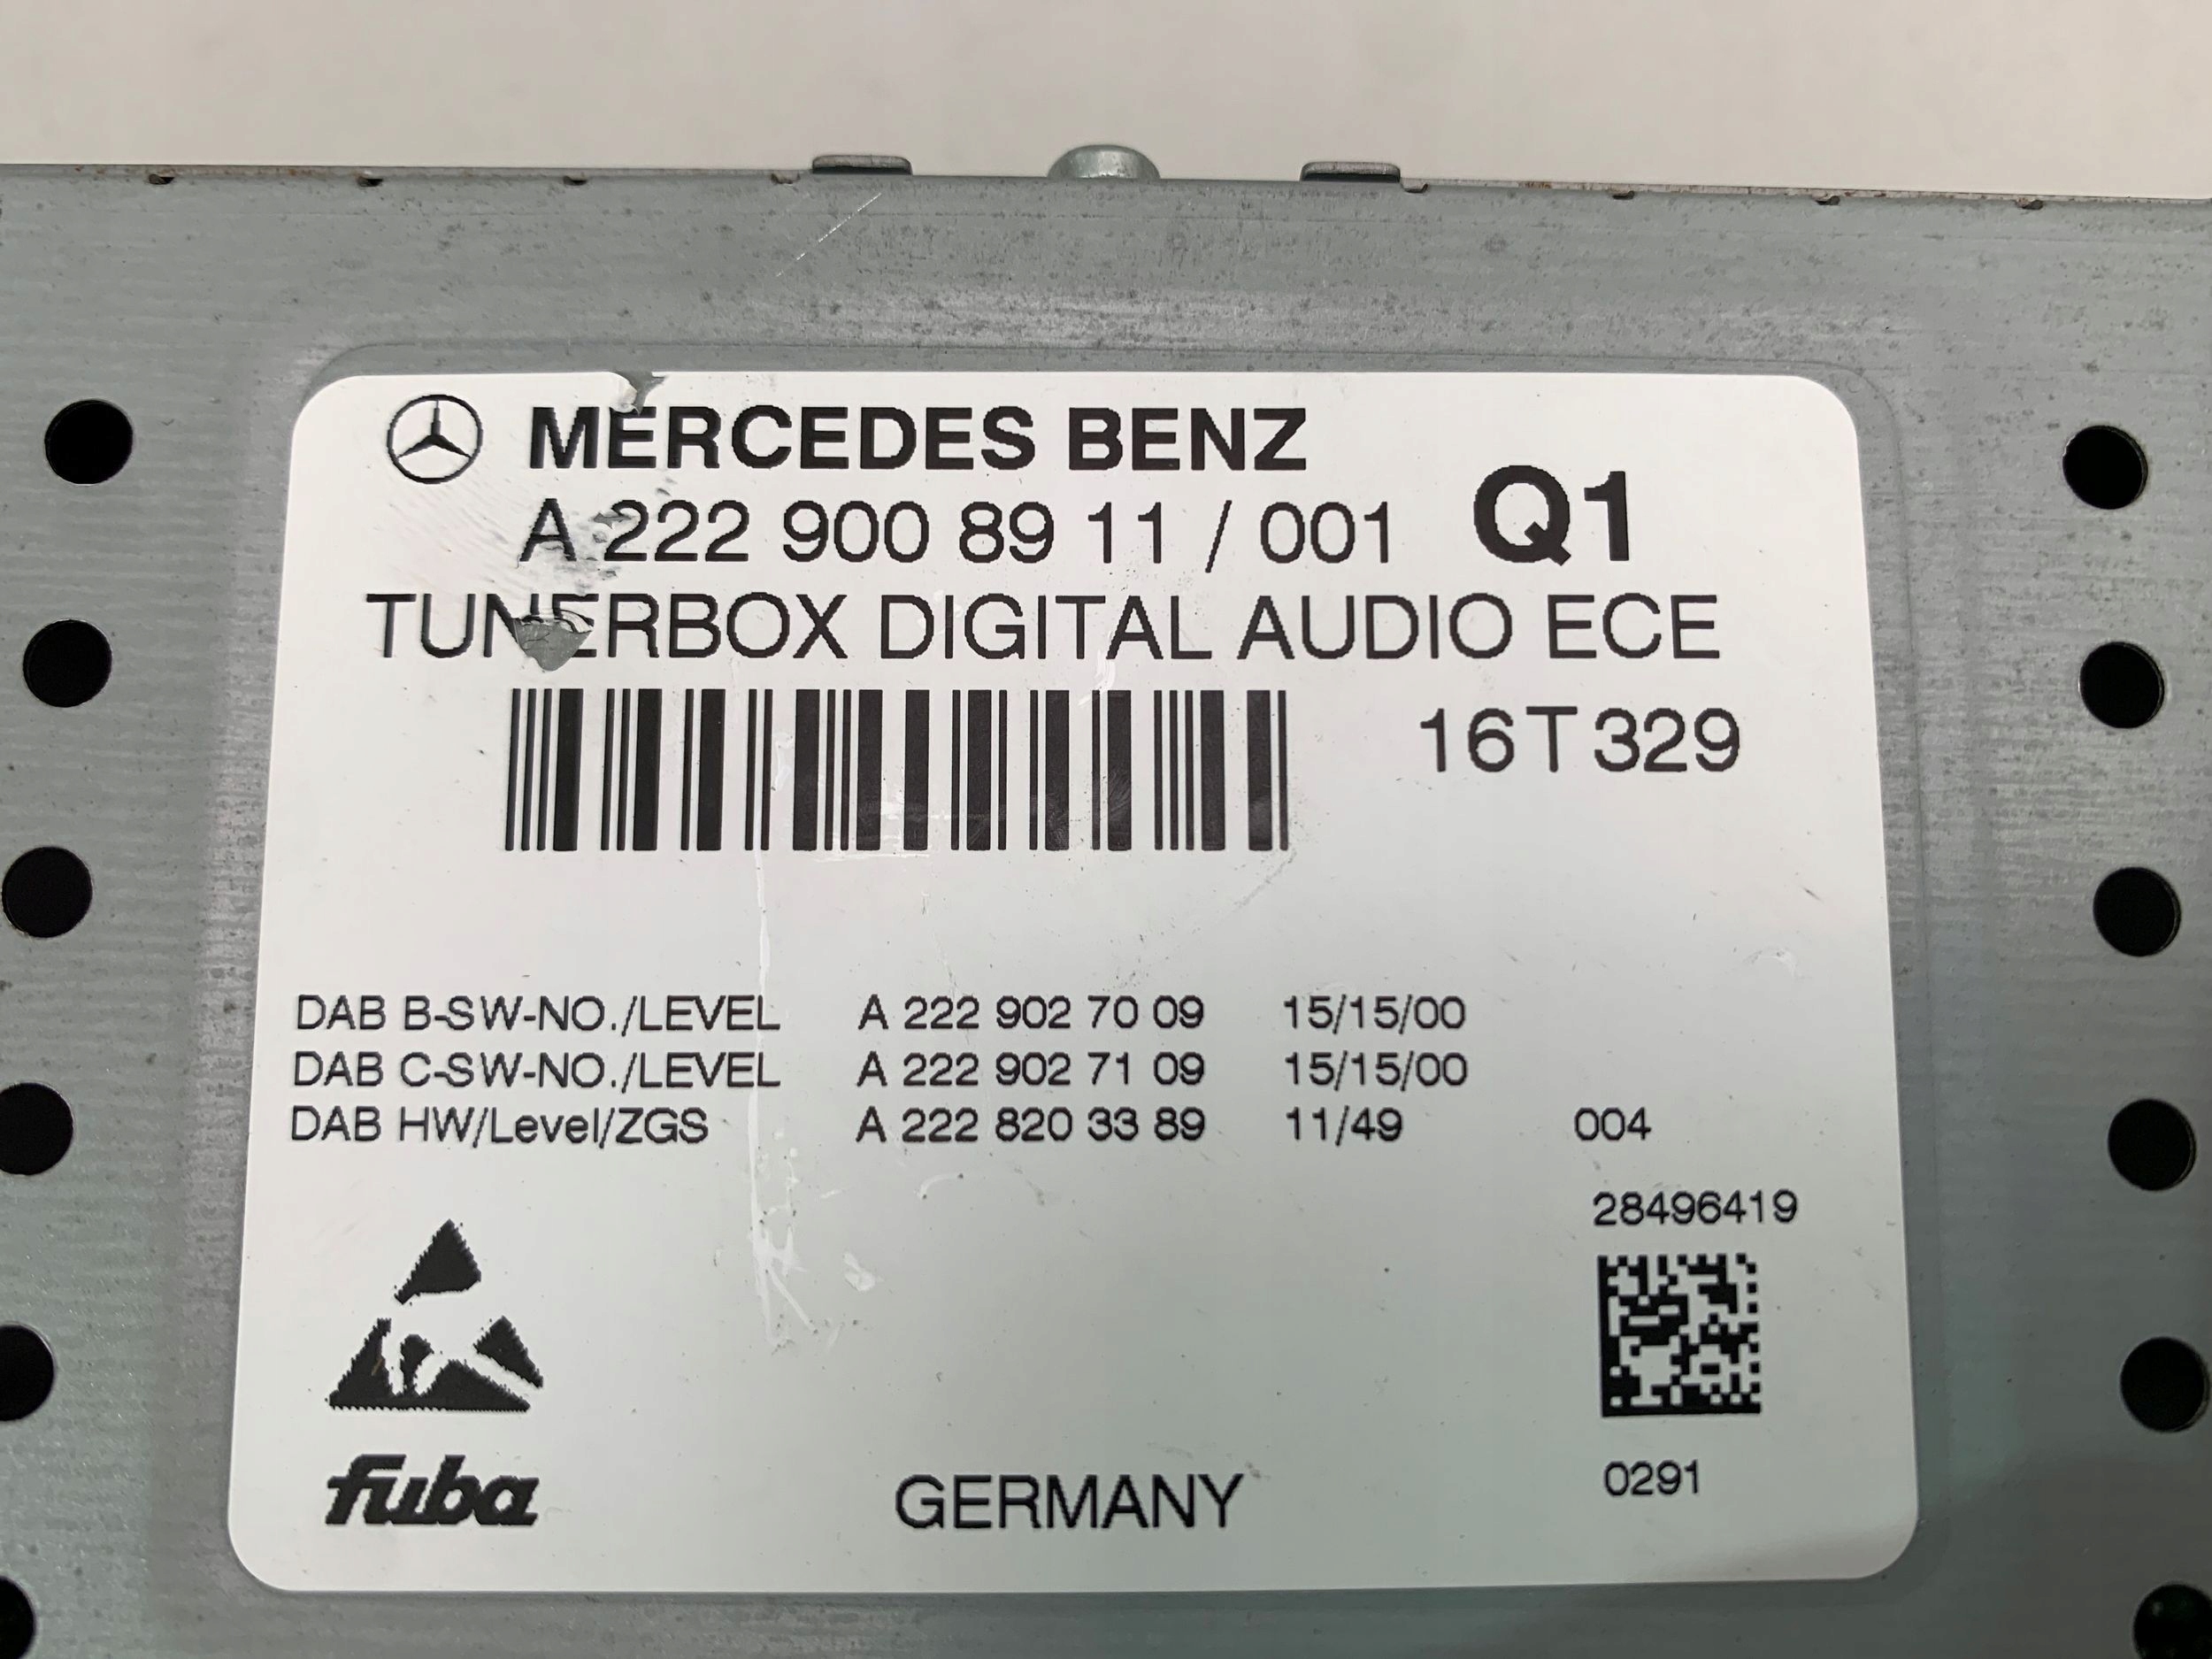 MERCEDES BENZ
A 222 900 89 11 / 001 Q1
TUNERBOX DIGITAL AUDIO ECE
16T329
DAB B-SW-NO./LEVEL A 222 902 70 09 15/15/00
DAB C-SW-NO./LEVEL A 222 902 71 09 15/15/00
DAB HW/Level/ZGS A 222 820 33 89 11/49 004
28496419
fuba GERMANY 0291